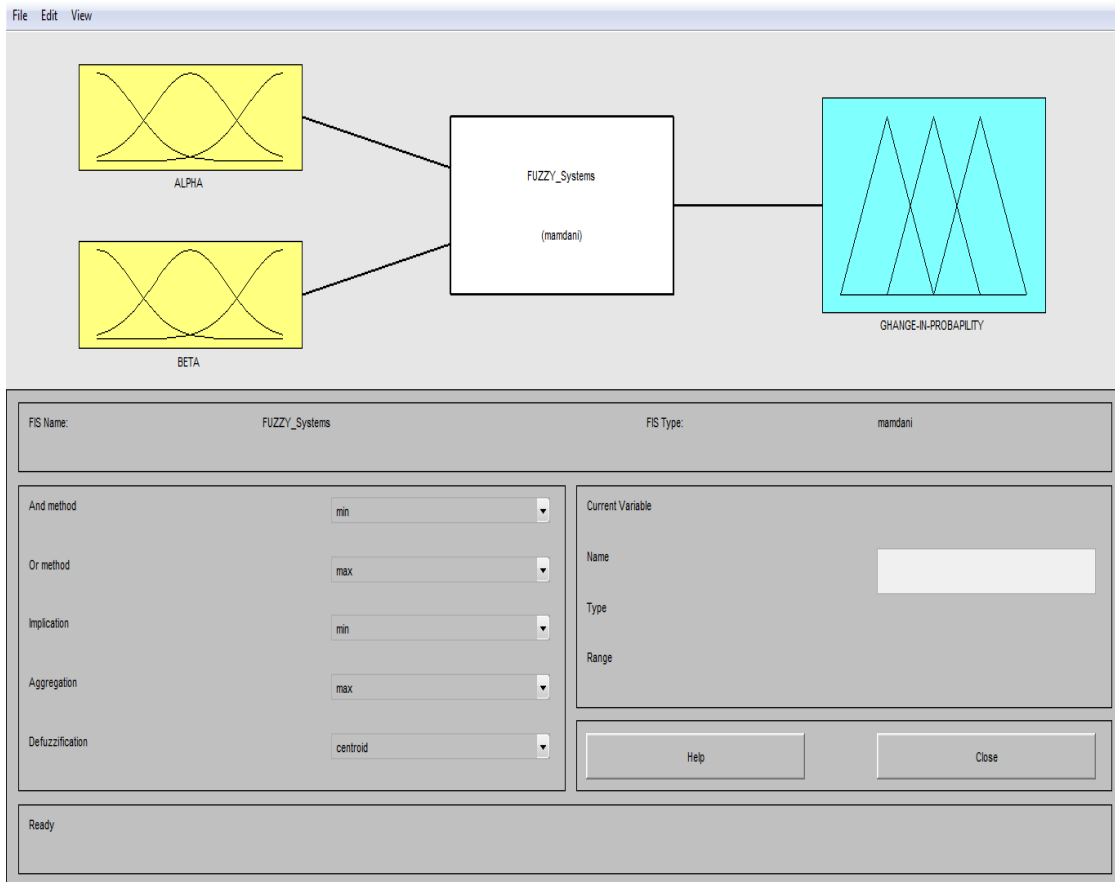 File Edit View
ALPHA
BETA
FUZZY_Systems
(mamdani)
GHANGE-IN-PROBAPILITY
FIS Name: FUZZY_Systems FIS Type: mamdani
And method min
Or method max
Implication min
Aggregation max
Defuzzification centroid
Current Variable
Name
Type
Range
Help Close
Ready